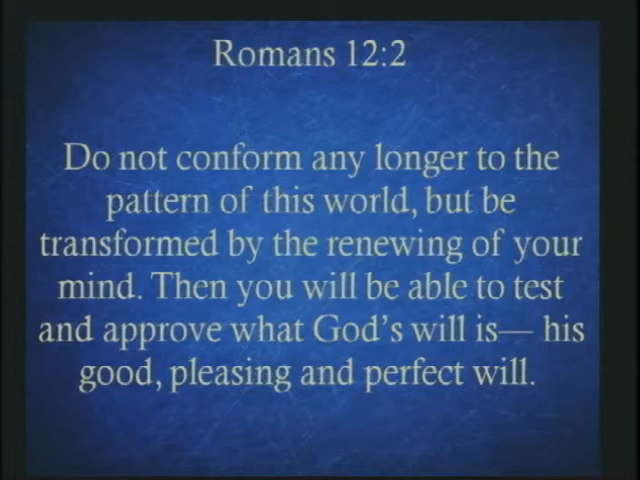 Romans 12:2
Do not conform any longer to the
pattern of this world, but be
transformed by the renewing of your
mind. Then you will be able to test
and approve what God's will is— his
good, pleasing and perfect will.